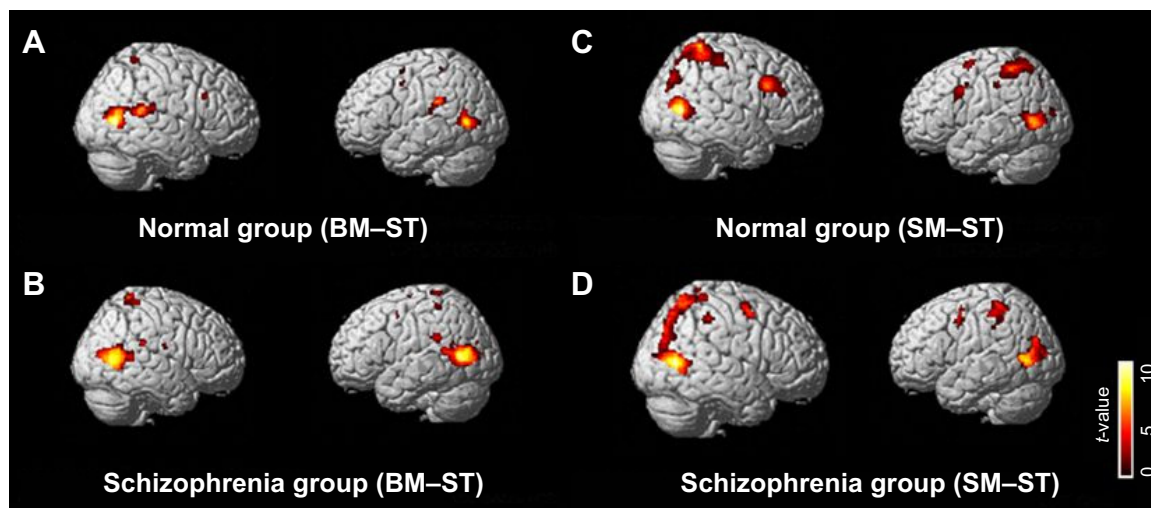 A
C
Normal group (BM–ST)
Normal group (SM–ST)
B
D
Schizophrenia group (BM–ST)
Schizophrenia group (SM–ST)
t-value
10
5
0